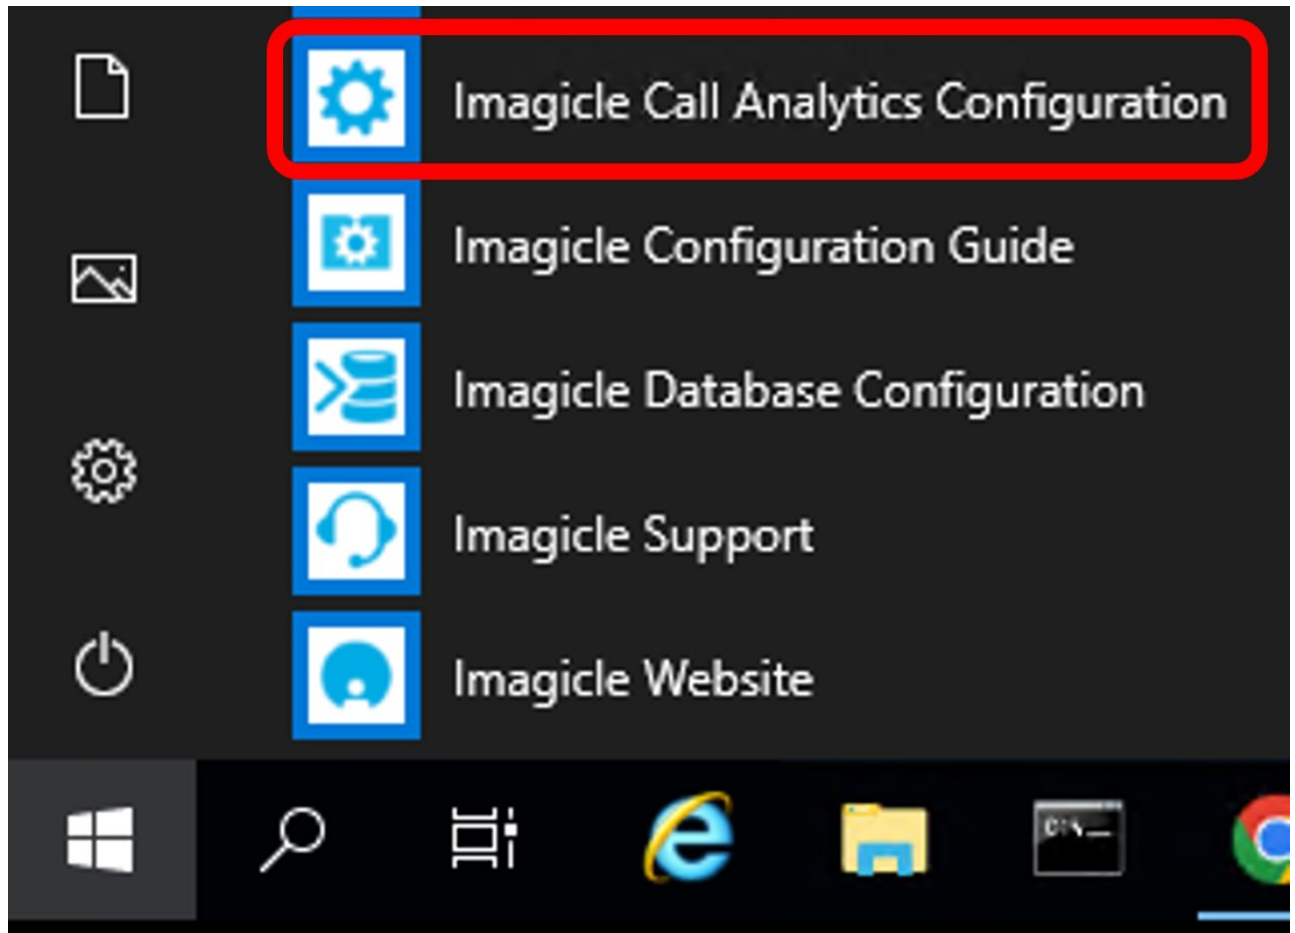 Imagicle Call Analytics Configuration
Imagicle Configuration Guide
Imagicle Database Configuration
Imagicle Support
Imagicle Website